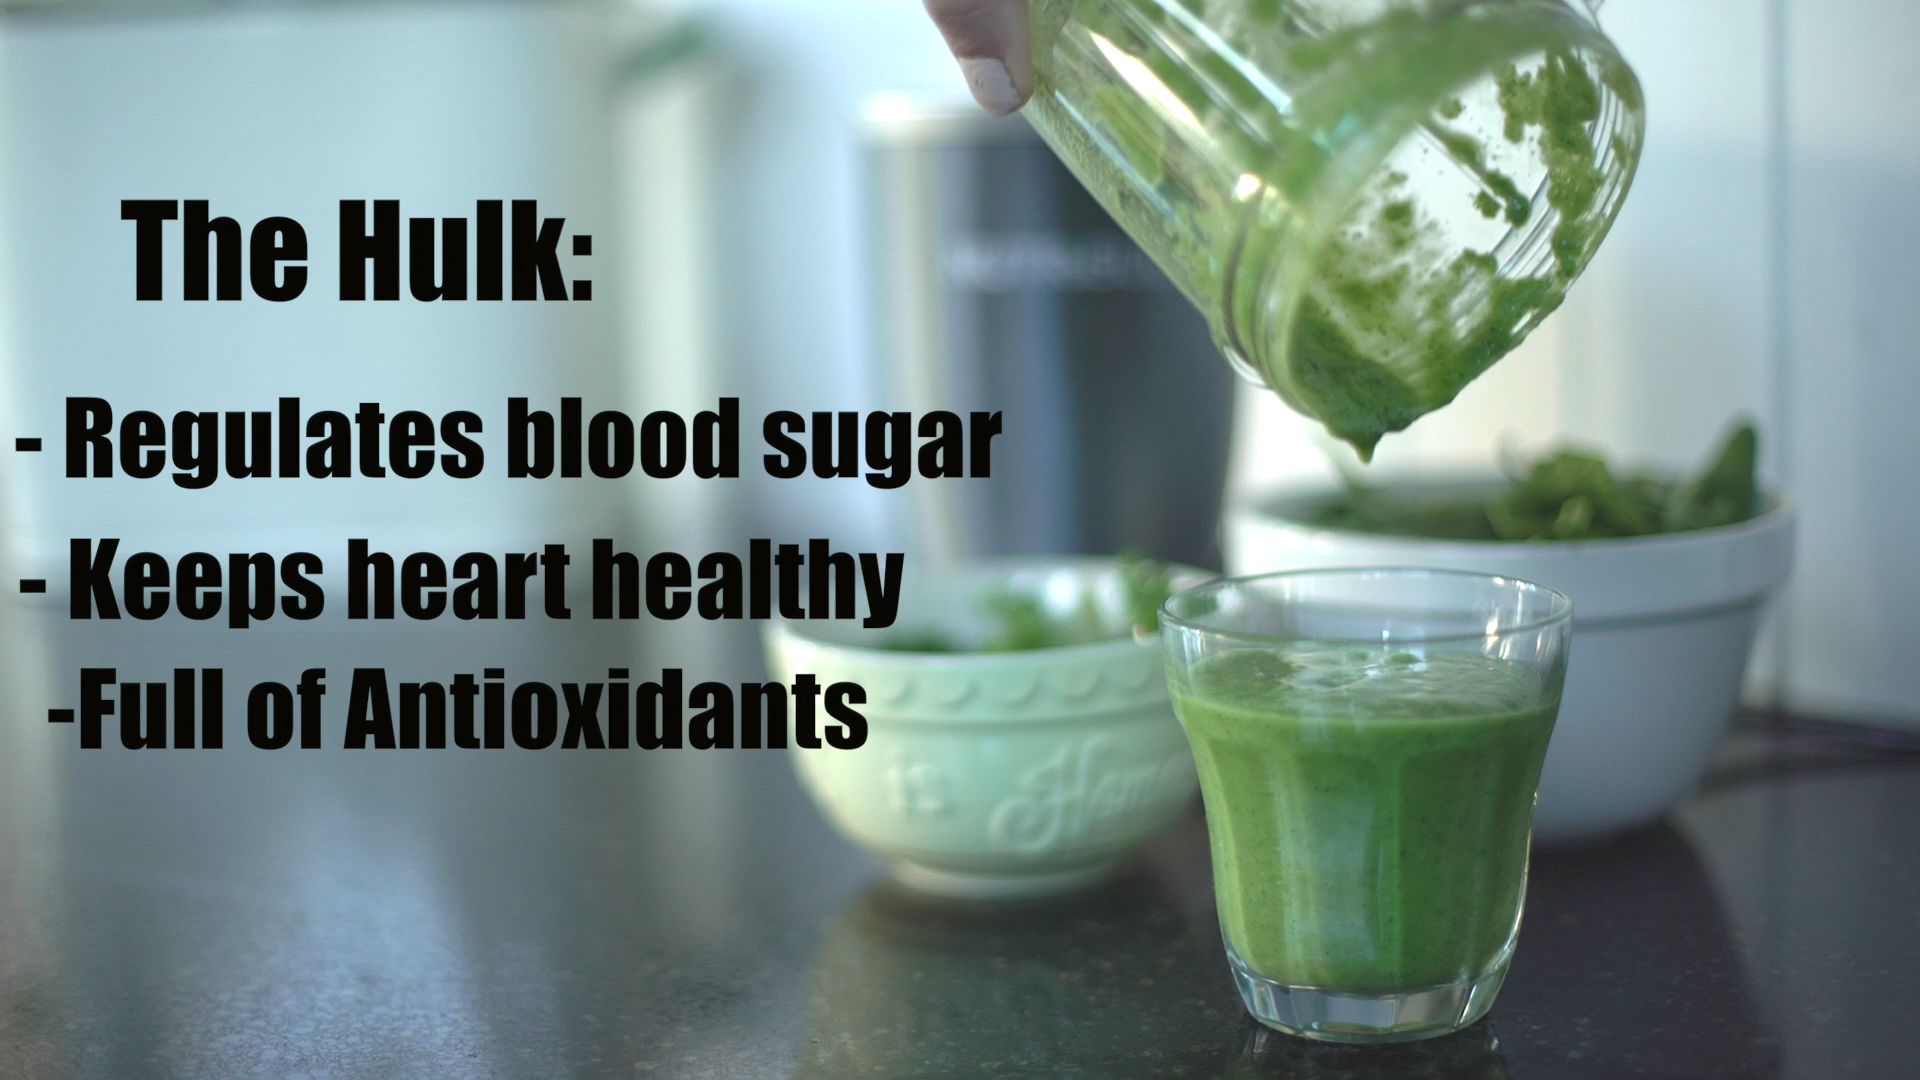 The Hulk:
- Regulates blood sugar
- Keeps heart healthy
-Full of Antioxidants